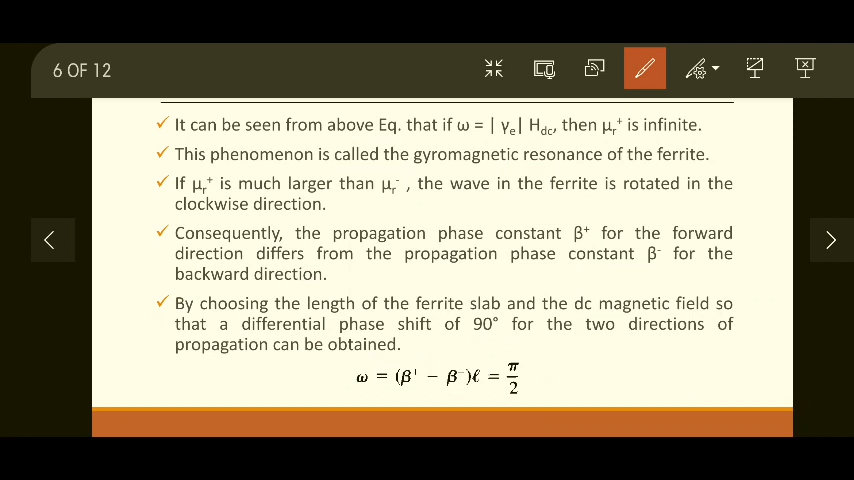 6 OF 12
✓ It can be seen from above Eq. that if ω = | γₑ| H_dc, then μᵣ⁺ is infinite.
✓ This phenomenon is called the gyromagnetic resonance of the ferrite.
✓ If μᵣ⁺ is much larger than μᵣ⁻ , the wave in the ferrite is rotated in the
clockwise direction.
✓ Consequently, the propagation phase constant β⁺ for the forward
direction differs from the propagation phase constant β⁻ for the
backward direction.
✓ By choosing the length of the ferrite slab and the dc magnetic field so
that a differential phase shift of 90° for the two directions of
propagation can be obtained.
ω = (β⁺ − β⁻)ℓ = π/2